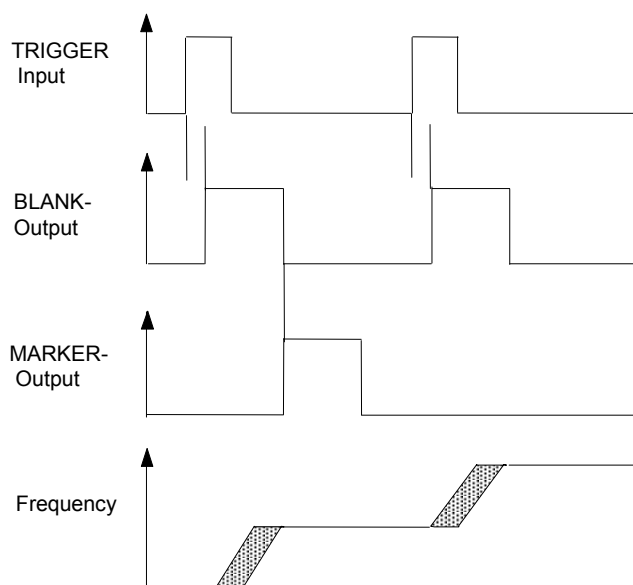 TRIGGER
Input
BLANK-
Output
MARKER-
Output
Frequency